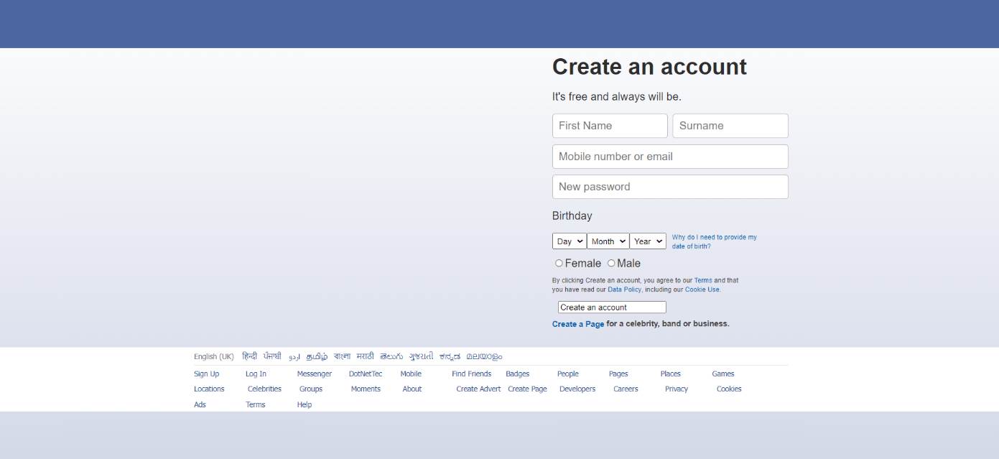 Create an account
It's free and always will be.
First Name Surname
Mobile number or email
New password
Birthday
Day Month Year Why do I need to provide my
date of birth?
Female Male
By clicking Create an account, you agree to our Terms and that
you have read our Data Policy, including our Cookie Use.
Create an account
Create a Page for a celebrity, band or business.
English (UK) हिन्दी ਪੰਜਾਬੀ اردو தமிழ் বাংলা मराठी తెలుగు ગુજરાતી ಕನ್ನಡ മലയാളം
Sign Up Log In Messenger DotNetTec Mobile Find Friends Badges People Pages Places Games
Locations Celebrities Groups Moments About Create Advert Create Page Developers Careers Privacy Cookies
Ads Terms Help